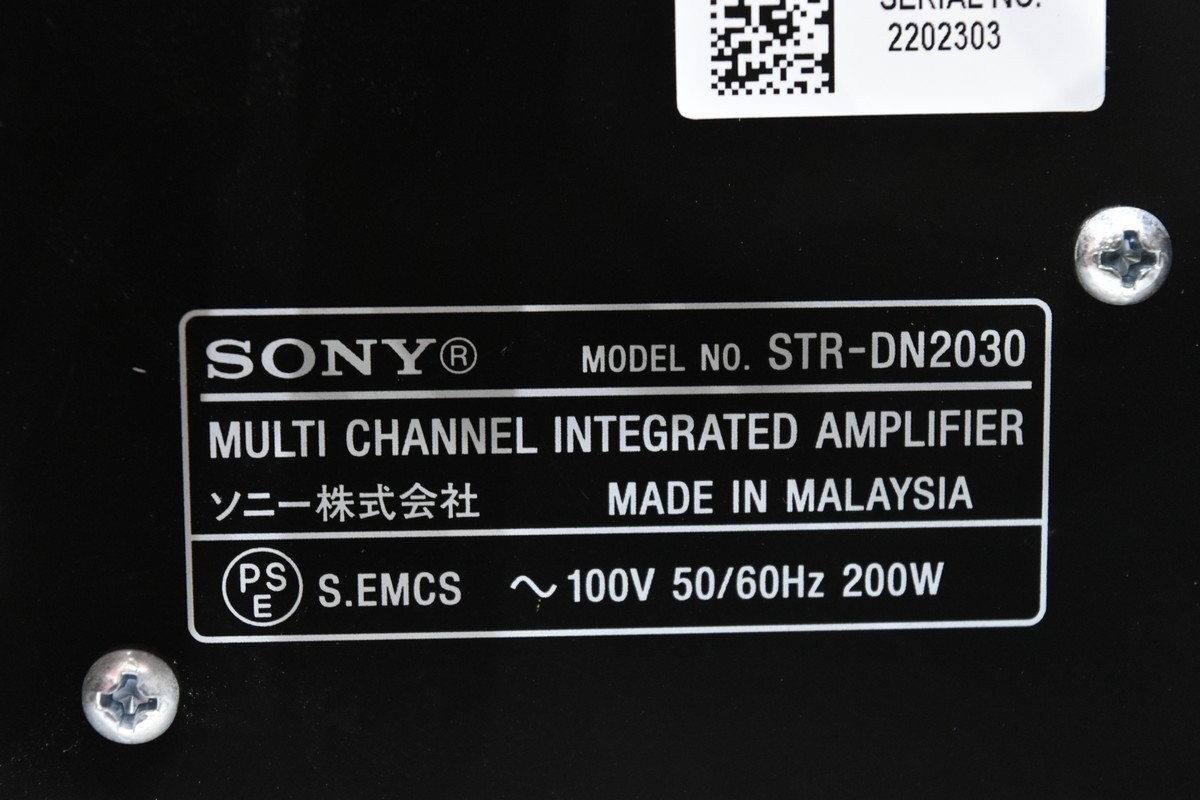 SERIAL NO.
2202303
SONY® MODEL NO. STR-DN2030
MULTI CHANNEL INTEGRATED AMPLIFIER
ソニー株式会社 MADE IN MALAYSIA
PSE S.EMCS ~100V 50/60Hz 200W